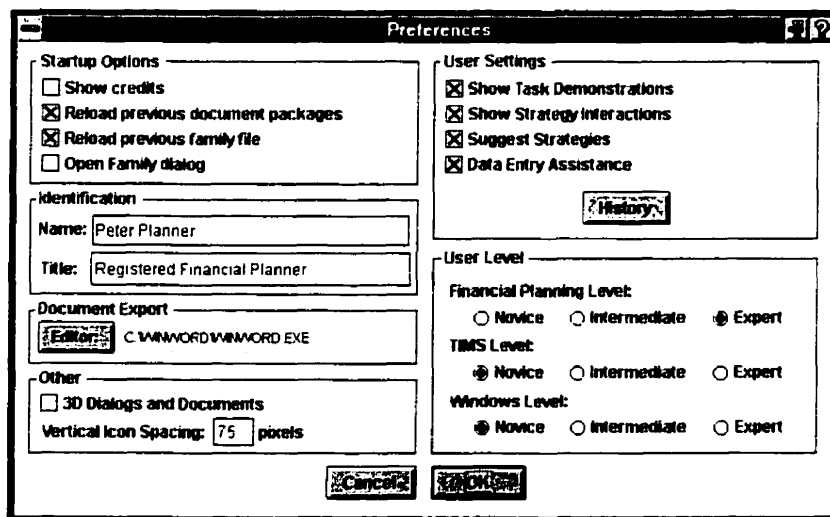 Preferences
?
Startup Options
Show credits
Reload previous document packages
Reload previous family file
Open Family dialog
Identification
Name: Peter Planner
Title: Registered Financial Planner
Document Export
Editor: C:\WINWORD\WINWORD.EXE
Other
3D Dialogs and Documents
Vertical Icon Spacing: 75 pixels
User Settings
Show Task Demonstrations
Show Strategy Interactions
Suggest Strategies
Data Entry Assistance
History
User Level
Financial Planning Level:
Novice Intermediate Expert
TIMS Level:
Novice Intermediate Expert
Windows Level:
Novice Intermediate Expert
Cancel OK